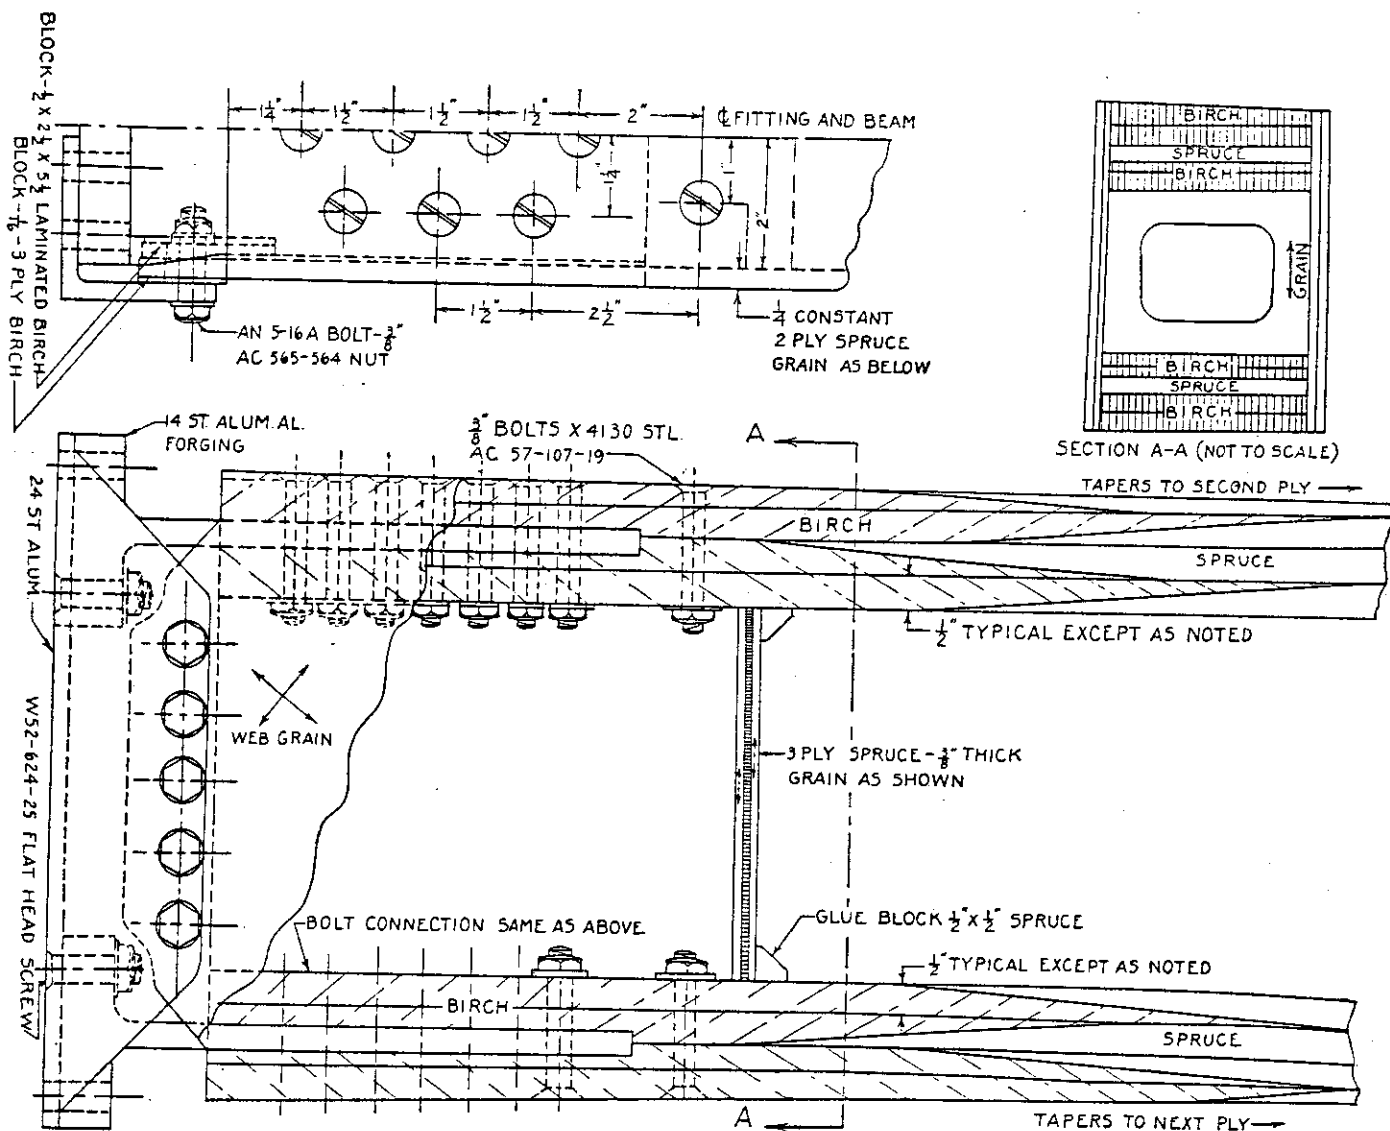 BLOCK-½ X 2½ X 5½ LAMINATED BIRCH
BLOCK-1/16-3 PLY BIRCH
1¼" 1½" 1½" 1½" 2"
℄ FITTING AND BEAM
1¼"
1"
2"
1½" 2½"
AN 5-16A BOLT-⅜"
AC 565-564 NUT
¼ CONSTANT
2 PLY SPRUCE
GRAIN AS BELOW
BIRCH
SPRUCE
BIRCH
GRAIN
BIRCH
SPRUCE
BIRCH
SECTION A-A (NOT TO SCALE)
14 ST. ALUM. AL.
FORGING
⅜" BOLTS X 4130 STL.
AC 57-107-19
A
TAPERS TO SECOND PLY
BIRCH
SPRUCE
24 ST ALUM
½" TYPICAL EXCEPT AS NOTED
WEB GRAIN
3 PLY SPRUCE-⅜" THICK
GRAIN AS SHOWN
W52-624-25 FLAT HEAD SCREW
BOLT CONNECTION SAME AS ABOVE
GLUE BLOCK ½" X ½" SPRUCE
½" TYPICAL EXCEPT AS NOTED
BIRCH
SPRUCE
A
TAPERS TO NEXT PLY